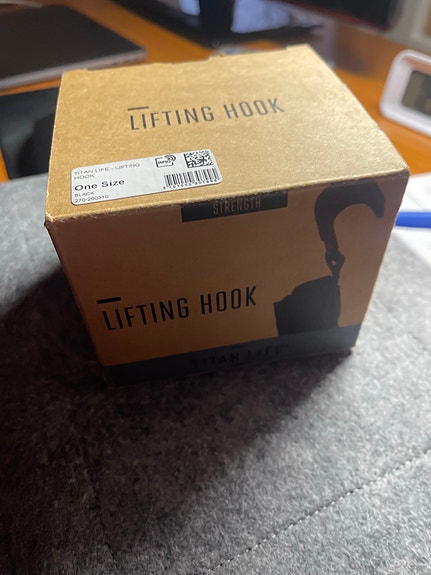 LIFTING HOOK
TITAN LIFE - LIFTING
HOOK
One Size
BLACK
270-200310
STRENGTH
LIFTING HOOK
TITAN LIFE